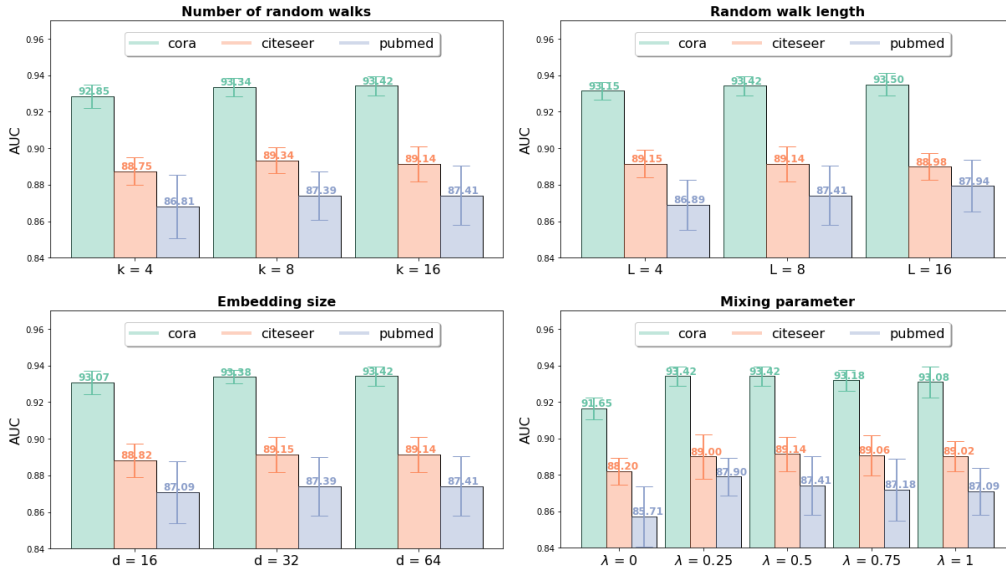 Number of random walks
AUC
0.96
0.94
0.92
0.90
0.88
0.86
0.84
cora citeseer pubmed
92.85 88.75 86.81
93.34 89.34 87.39
93.42 89.14 87.41
k = 4 k = 8 k = 16
Random walk length
AUC
0.96
0.94
0.92
0.90
0.88
0.86
0.84
cora citeseer pubmed
93.15 89.15 86.89
93.42 89.14 87.41
93.50 88.98 87.94
L = 4 L = 8 L = 16
Embedding size
AUC
0.96
0.94
0.92
0.90
0.88
0.86
0.84
cora citeseer pubmed
93.07 88.82 87.09
93.38 89.15 87.39
93.42 89.14 87.41
d = 16 d = 32 d = 64
Mixing parameter
AUC
0.96
0.94
0.92
0.90
0.88
0.86
0.84
cora citeseer pubmed
91.65 88.20 85.71
93.42 89.00 87.90
93.42 89.14 87.41
93.18 89.06 87.18
93.08 89.02 87.09
λ = 0 λ = 0.25 λ = 0.5 λ = 0.75 λ = 1